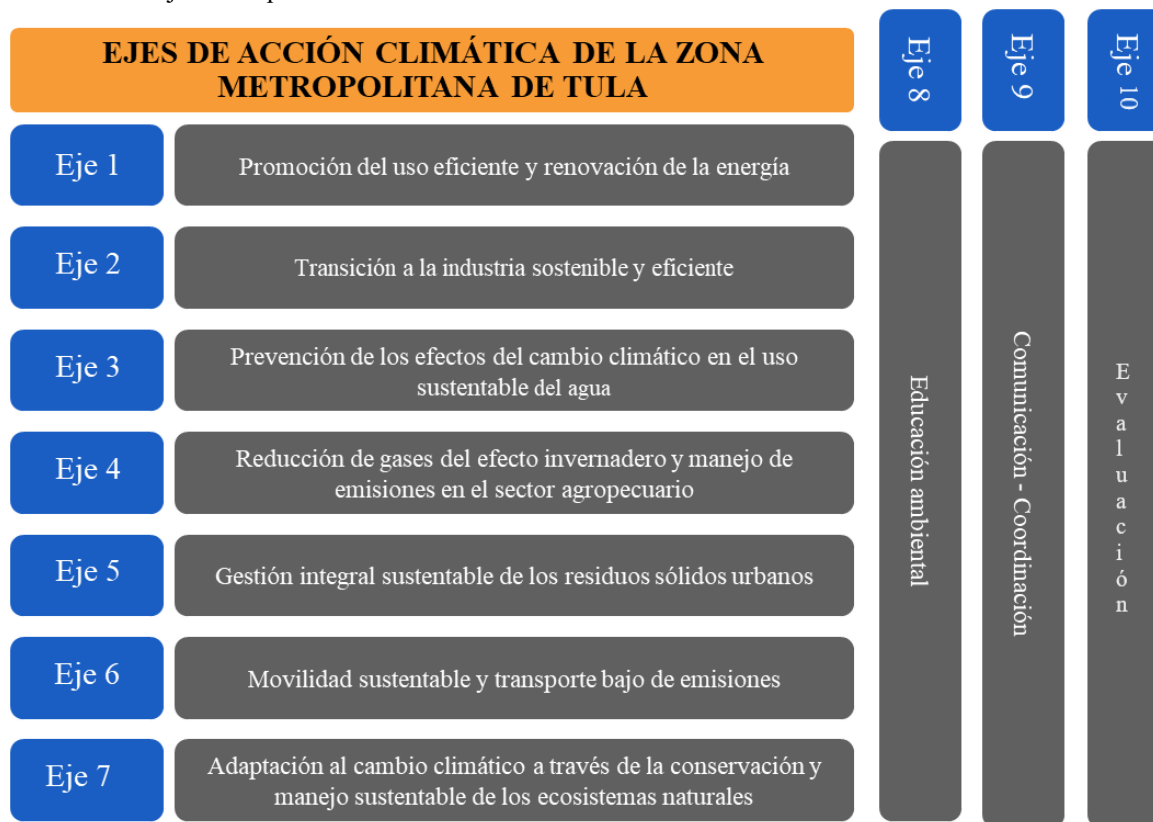 EJES DE ACCIÓN CLIMÁTICA DE LA ZONA
METROPOLITANA DE TULA
Eje 1
Promoción del uso eficiente y renovación de la energía
Eje 2
Transición a la industria sostenible y eficiente
Eje 3
Prevención de los efectos del cambio climático en el uso
sustentable del agua
Eje 4
Reducción de gases del efecto invernadero y manejo de
emisiones en el sector agropecuario
Eje 5
Gestión integral sustentable de los residuos sólidos urbanos
Eje 6
Movilidad sustentable y transporte bajo de emisiones
Eje 7
Adaptación al cambio climático a través de la conservación y
manejo sustentable de los ecosistemas naturales
Eje 8
Educación ambiental
Eje 9
Comunicación - Coordinación
Eje 10
Evaluación